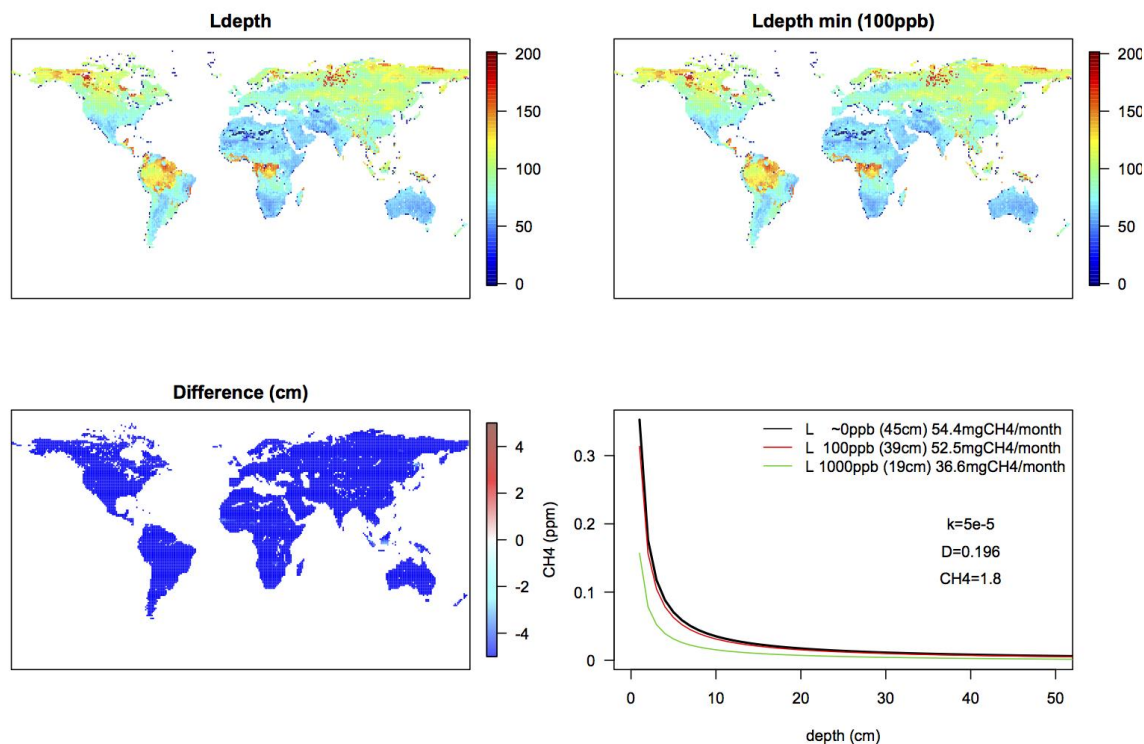 Ldepth
200
150
100
50
0
Ldepth min (100ppb)
200
150
100
50
0
Difference (cm)
4
2
0
-2
-4
CH4 (ppm)
0.3
0.2
0.1
0
L ~0ppb (45cm) 54.4mgCH4/month
L 100ppb (39cm) 52.5mgCH4/month
L 1000ppb (19cm) 36.6mgCH4/month
k=5e-5
D=0.196
CH4=1.8
0 10 20 30 40 50
depth (cm)